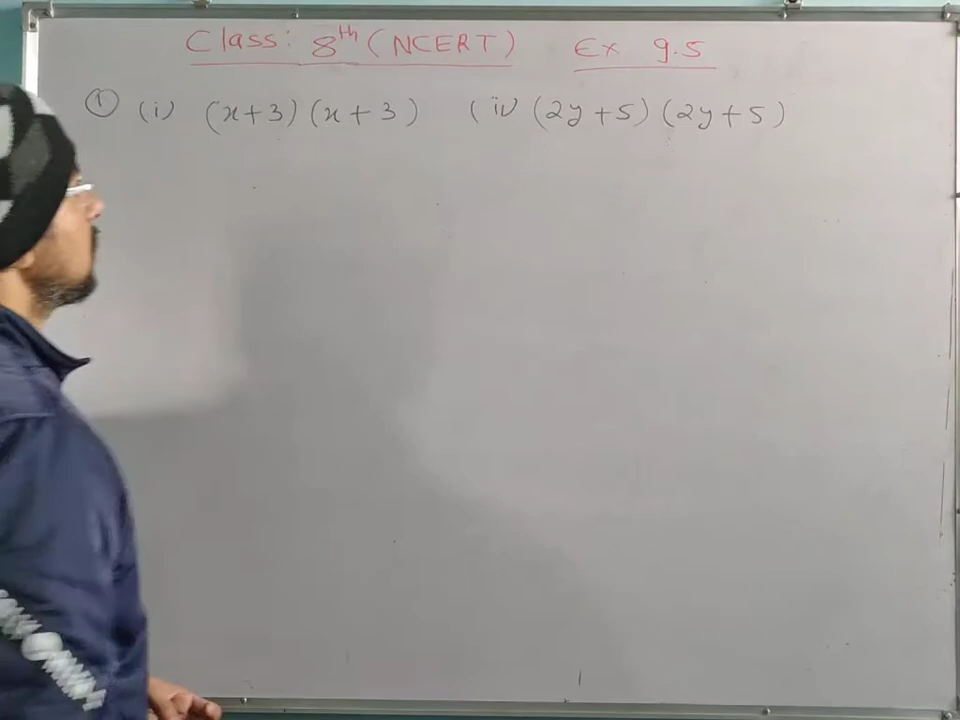 Class: 8th (NCERT) Ex 9.5
① (i) (x+3)(x+3) (ii) (2y+5)(2y+5)